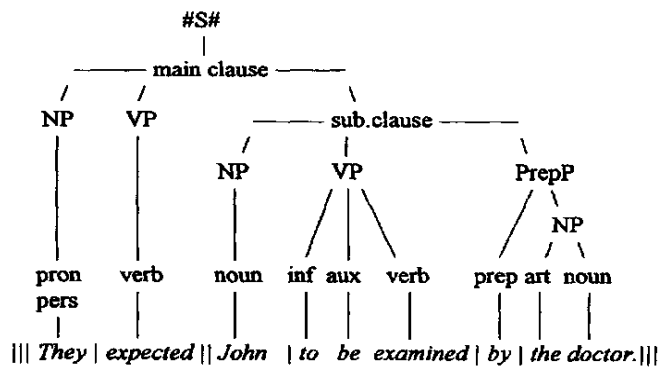 #S#
main clause
NP VP sub.clause
NP VP PrepP
NP
pron verb noun inf aux verb prep art noun
pers
||| They | expected || John | to be examined | by | the doctor.|||